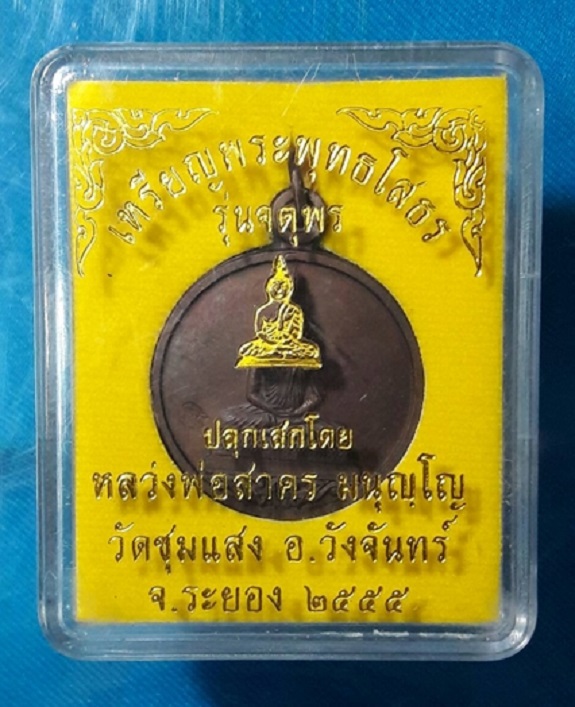 เหรียญพระพุทธโสธร
รุ่นจตุพร
ปลุกเสกโดย
หลวงพ่อสาคร มนุญฺโญ
วัดชุมแสง อ.วังจันทร์
จ.ระยอง ๒๕๕๕